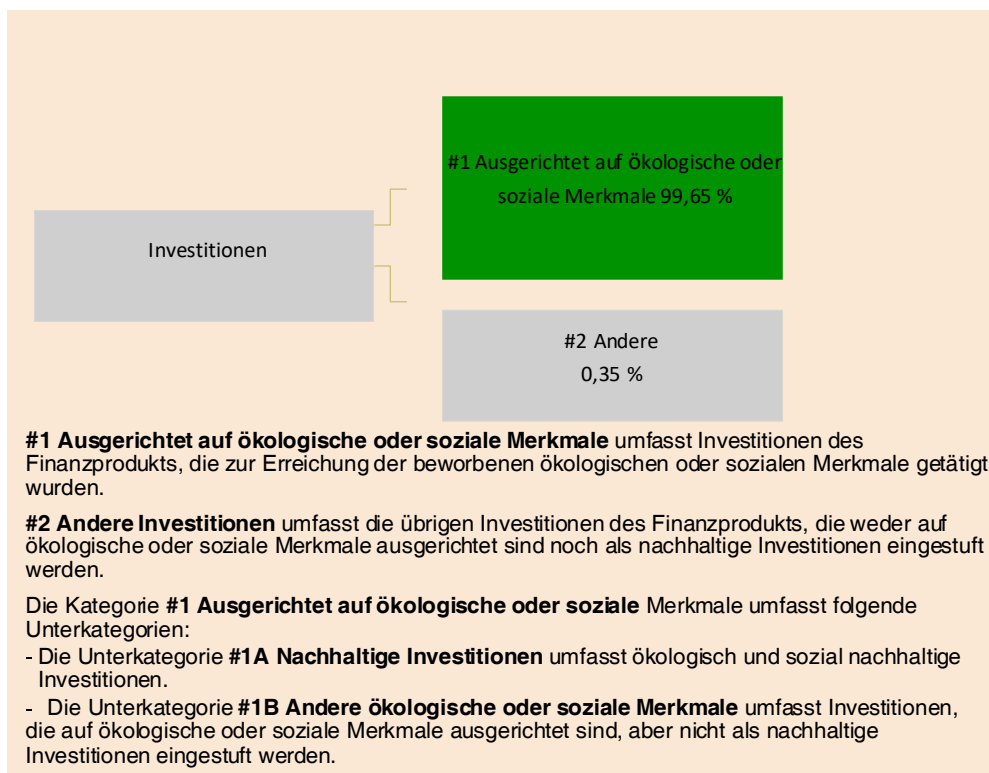 #1 Ausgerichtet auf ökologische oder
soziale Merkmale 99,65 %
Investitionen
#2 Andere
0,35 %
#1 Ausgerichtet auf ökologische oder soziale Merkmale umfasst Investitionen des
Finanzprodukts, die zur Erreichung der beworbenen ökologischen oder sozialen Merkmale getätigt
wurden.
#2 Andere Investitionen umfasst die übrigen Investitionen des Finanzprodukts, die weder auf
ökologische oder soziale Merkmale ausgerichtet sind noch als nachhaltige Investitionen eingestuft
werden.
Die Kategorie #1 Ausgerichtet auf ökologische oder soziale Merkmale umfasst folgende
Unterkategorien:
- Die Unterkategorie #1A Nachhaltige Investitionen umfasst ökologisch und sozial nachhaltige
Investitionen.
- Die Unterkategorie #1B Andere ökologische oder soziale Merkmale umfasst Investitionen,
die auf ökologische oder soziale Merkmale ausgerichtet sind, aber nicht als nachhaltige
Investitionen eingestuft werden.